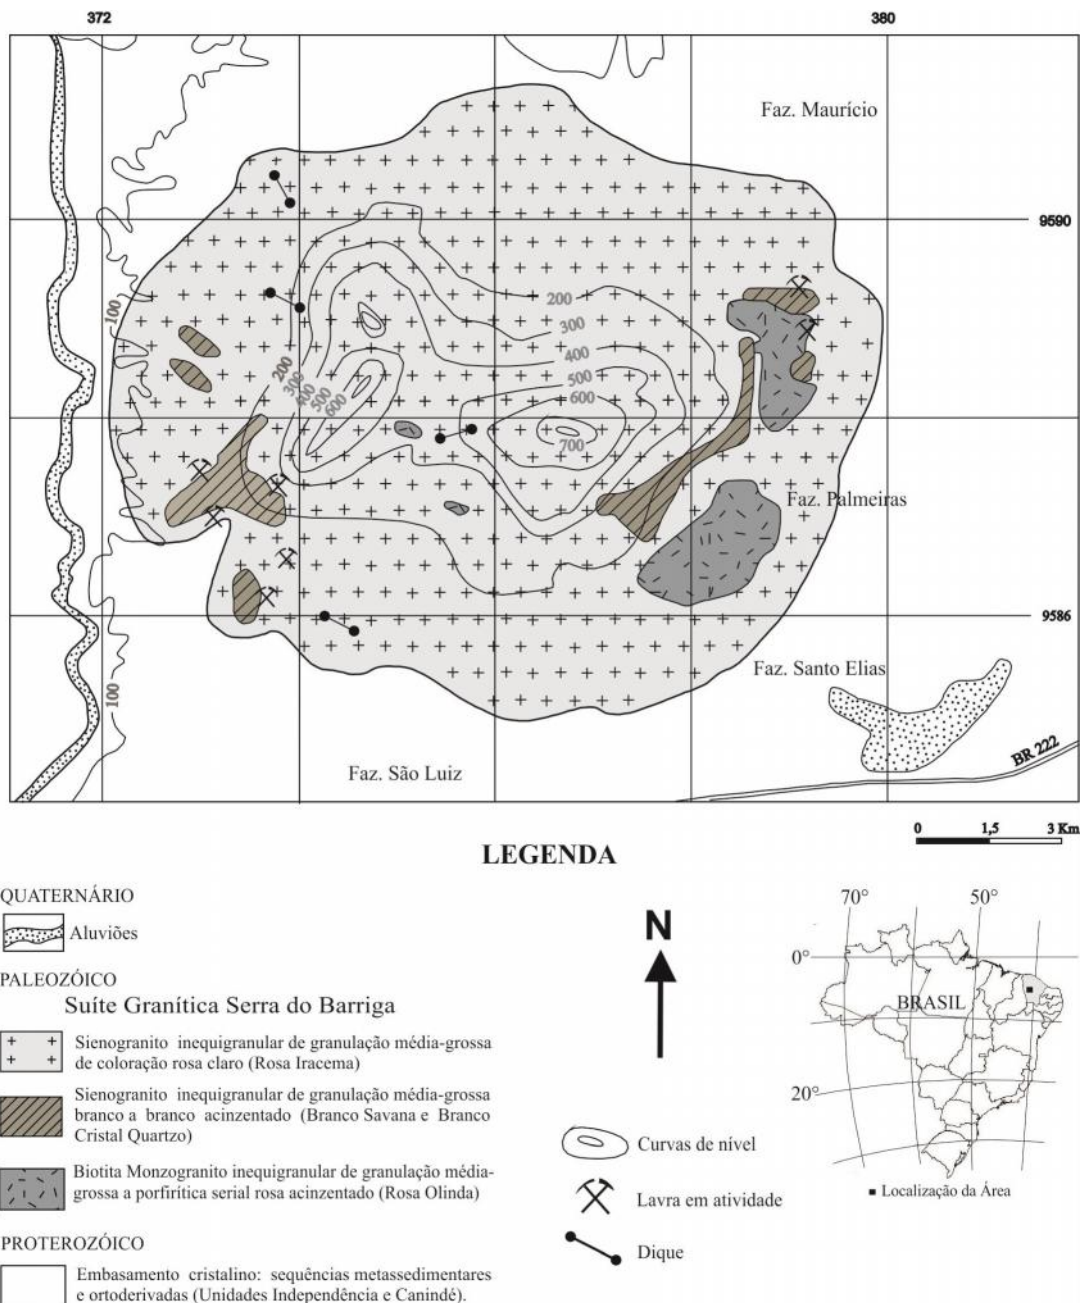 372
380
Faz. Maurício
9590
100
200
300
400
500
600
200
300
400
500
600
700
Faz. Palmeiras
9586
Faz. Santo Elias
100
BR 222
Faz. São Luiz
0 1,5 3 Km
LEGENDA
QUATERNÁRIO
Aluviões
PALEOZÓICO
Suíte Granítica Serra do Barriga
Sienogranito inequigranular de granulação média-grossa
de coloração rosa claro (Rosa Iracema)
Sienogranito inequigranular de granulação média-grossa
branco a branco acinzentado (Branco Savana e Branco
Cristal Quartzo)
Biotita Monzogranito inequigranular de granulação média-
grossa a porfirítica serial rosa acinzentado (Rosa Olinda)
PROTEROZÓICO
Embasamento cristalino: sequências metassedimentares
e ortoderivadas (Unidades Independência e Canindé).
N
Curvas de nível
Lavra em atividade
Dique
70° 50°
0°
BRASIL
20°
Localização da Área